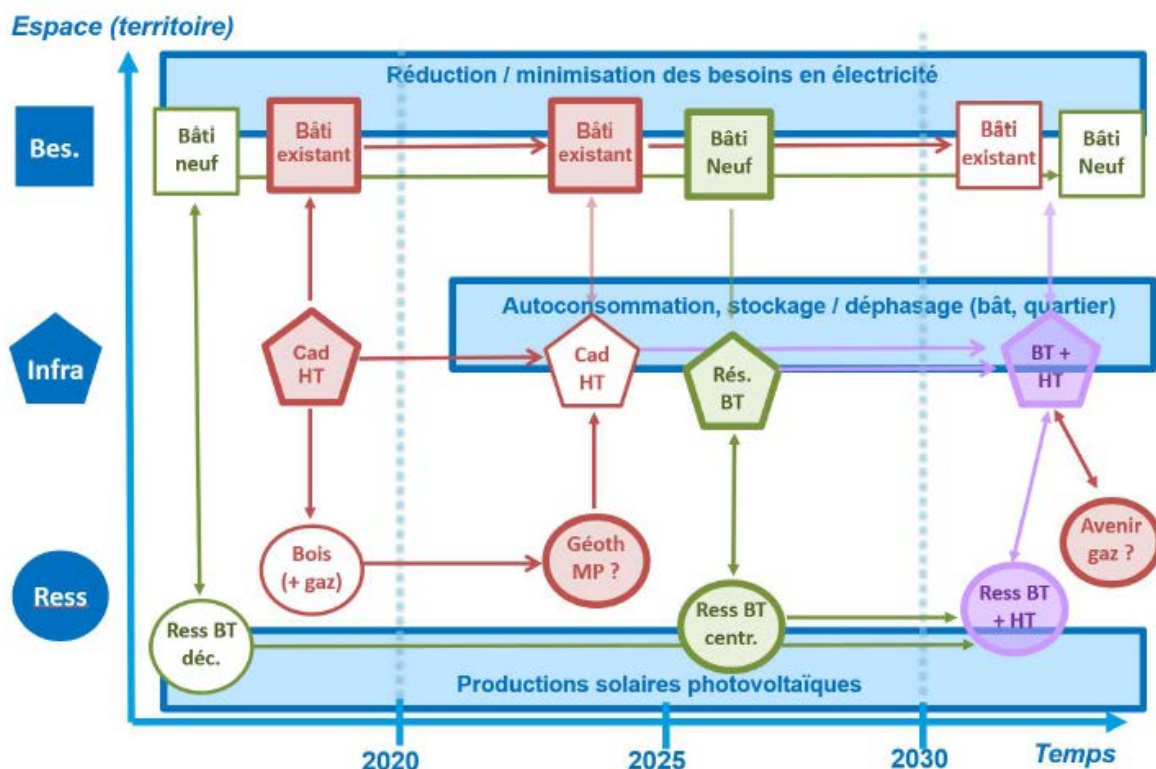 Espace (territoire)
Réduction / minimisation des besoins en électricité
Bes.
Bâti
neuf
Bâti
existant
Bâti
existant
Bâti
Neuf
Bâti
existant
Bâti
Neuf
Autoconsommation, stockage / déphasage (bât, quartier)
Infra
Cad
HT
Cad
HT
Rés.
BT
BT +
HT
Ress
Bois
(+ gaz)
Géoth
MP ?
Avenir
gaz ?
Ress BT
déc.
Ress BT
centr.
Ress BT
+ HT
Productions solaires photovoltaïques
2020
2025
2030
Temps